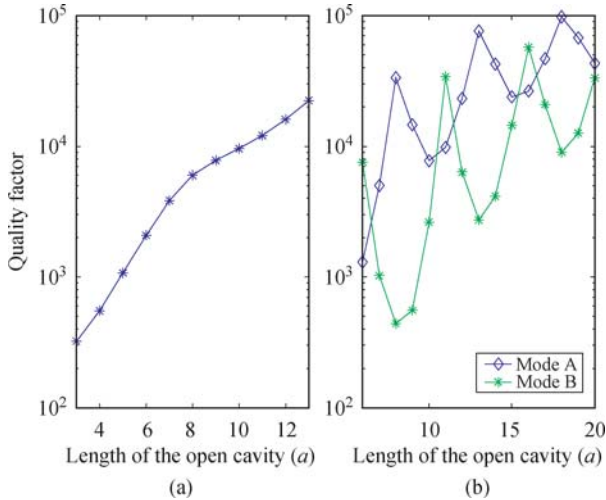 10^5
10^4
10^3
10^2
Quality factor
4 6 8 10 12
Length of the open cavity (a)
(a)
10^5
10^4
10^3
10^2
Mode A
Mode B
10 15 20
Length of the open cavity (a)
(b)